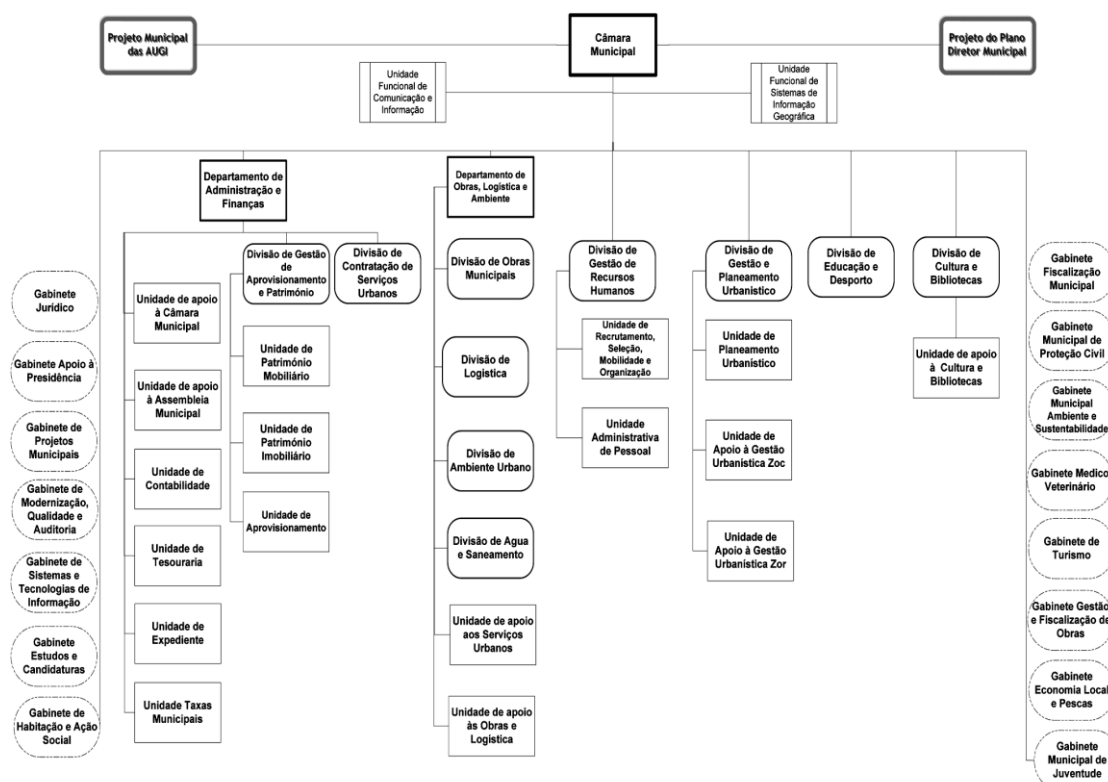 Projeto Municipal
das AUGI
Câmara
Municipal
Projeto do Plano
Diretor Municipal
Unidade
Funcional de
Comunicação e
Informação
Unidade
Funcional de
Sistemas de
Informação
Geográfica
Departamento de
Administração e
Finanças
Departamento de
Obras, Logística e
Ambiente
Divisão de Gestão
de
Aprovisionamento
e Património
Divisão de
Contratação de
Serviços
Urbanos
Divisão de Obras
Municipais
Divisão de
Gestão de
Recursos
Humanos
Divisão de
Gestão e
Planeamento
Urbanístico
Divisão de
Educação e
Desporto
Divisão de
Cultura e
Bibliotecas
Gabinete
Jurídico
Gabinete Apoio à
Presidência
Gabinete de
Projetos
Municipais
Gabinete de
Modernização,
Qualidade e
Auditoria
Gabinete de
Sistemas e
Tecnologias de
Informação
Gabinete
Estudos e
Candidaturas
Gabinete de
Habitação e Ação
Social
Unidade de apoio
à Câmara
Municipal
Unidade de apoio
à Assembleia
Municipal
Unidade de
Contabilidade
Unidade de
Tesouraria
Unidade de
Expediente
Unidade Taxas
Municipais
Unidade de
Património
Mobiliário
Unidade de
Património
Imobiliário
Unidade de
Aprovisionamento
Divisão de
Logística
Divisão de
Ambiente Urbano
Divisão de Agua
e Saneamento
Unidade de apoio
aos Serviços
Urbanos
Unidade de apoio
às Obras e
Logística
Unidade de
Recrutamento,
Seleção,
Mobilidade e
Organização
Unidade
Administrativa
de Pessoal
Unidade de
Planeamento
Urbanístico
Unidade de
Apoio à Gestão
Urbanística Zoc
Unidade de
Apoio à Gestão
Urbanística Zor
Unidade de apoio
à Cultura e
Bibliotecas
Gabinete
Fiscalização
Municipal
Gabinete
Municipal de
Proteção Civil
Gabinete
Municipal
Ambiente e
Sustentabilidade
Gabinete Medico
Veterinário
Gabinete de
Turismo
Gabinete Gestão
e Fiscalização de
Obras
Gabinete
Economia Local
e Pescas
Gabinete
Municipal de
Juventude